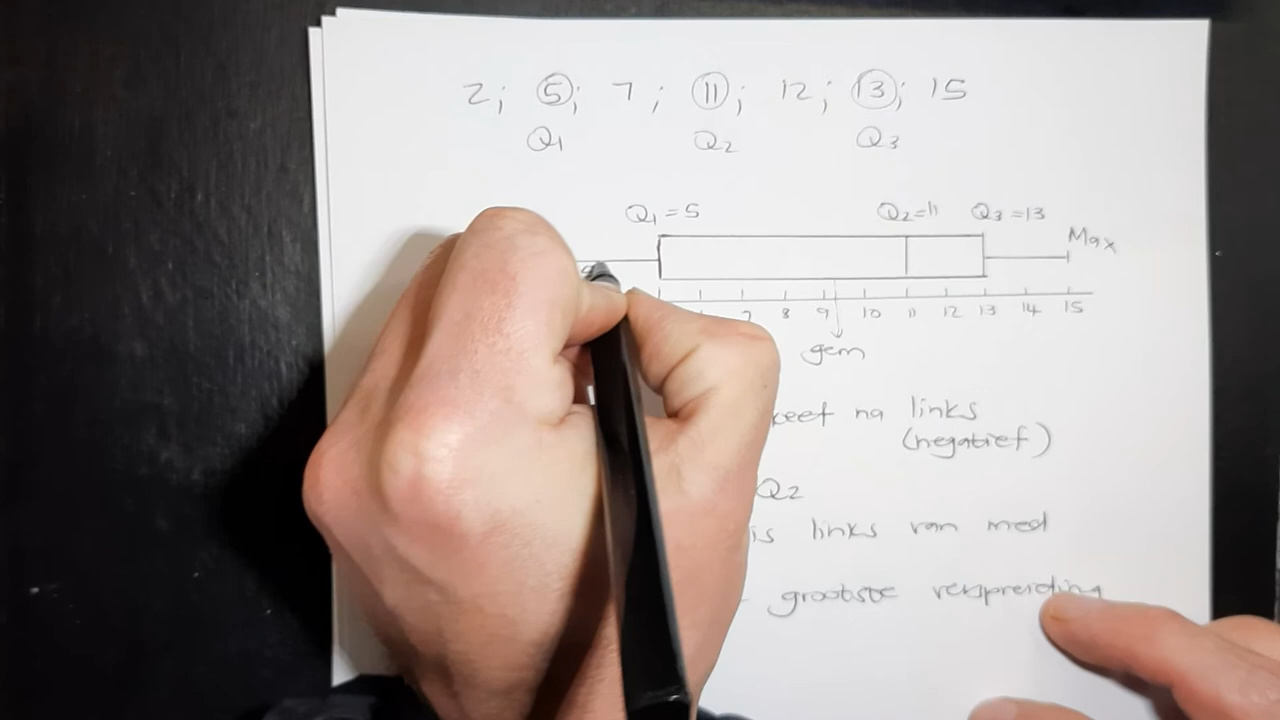 2; 5; 7; 11; 12; 13; 15
Q1 Q2 Q3
Q1 = 5 Q2 = 11 Q3 = 13
Max
7 8 9 10 11 12 13 14 15
gem
na links
(negatief)
Q2
is links van med
- grootste verspreiding